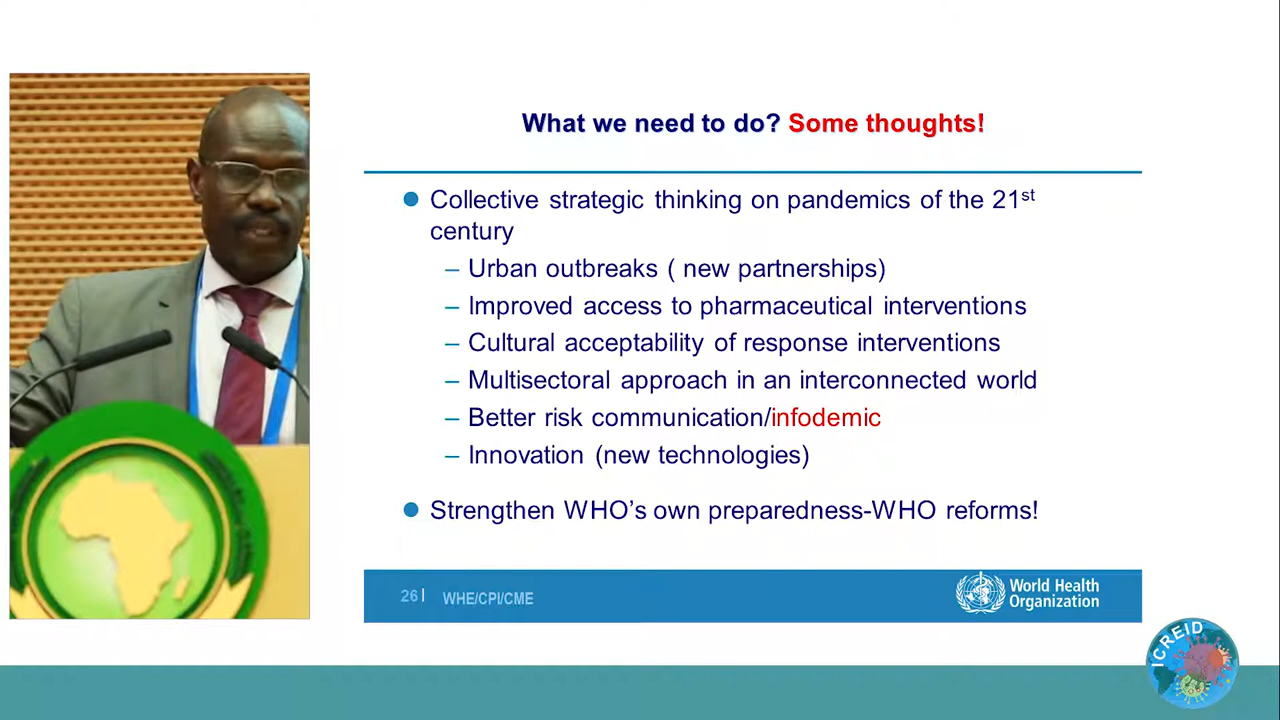 What we need to do? Some thoughts!
Collective strategic thinking on pandemics of the 21st
century
– Urban outbreaks ( new partnerships)
– Improved access to pharmaceutical interventions
– Cultural acceptability of response interventions
– Multisectoral approach in an interconnected world
– Better risk communication/infodemic
– Innovation (new technologies)
Strengthen WHO’s own preparedness-WHO reforms!
26| WHE/CPI/CME
World Health
Organization
ICREID